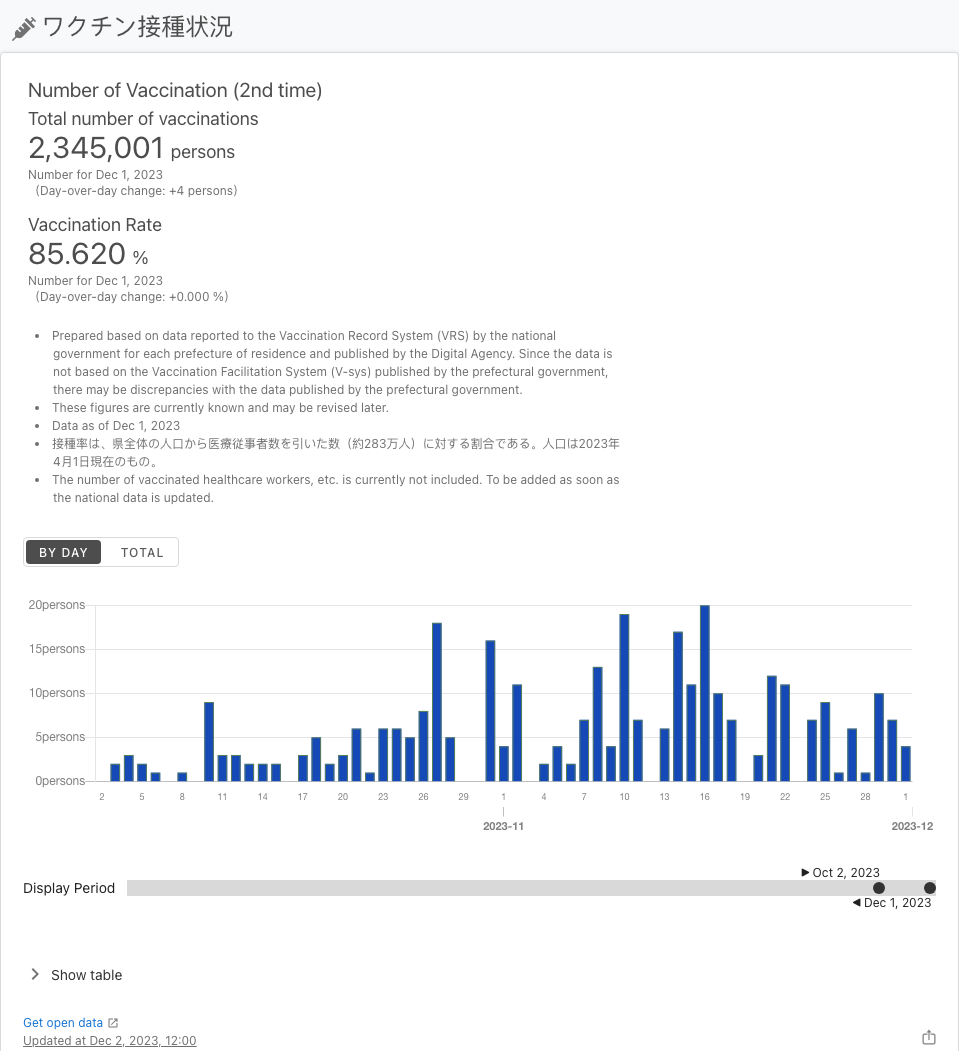 ワクチン接種状況
Number of Vaccination (2nd time)
Total number of vaccinations
2,345,001 persons
Number for Dec 1, 2023
(Day-over-day change: +4 persons)
Vaccination Rate
85.620 %
Number for Dec 1, 2023
(Day-over-day change: +0.000 %)
• Prepared based on data reported to the Vaccination Record System (VRS) by the national
government for each prefecture of residence and published by the Digital Agency. Since the data is
not based on the Vaccination Facilitation System (V-sys) published by the prefectural government,
there may be discrepancies with the data published by the prefectural government.
• These figures are currently known and may be revised later.
• Data as of Dec 1, 2023
• 接種率は、県全体の人口から医療従事者数を引いた数（約283万人）に対する割合である。人口は2023年
4月1日現在のもの。
• The number of vaccinated healthcare workers, etc. is currently not included. To be added as soon as
the national data is updated.
BY DAY TOTAL
20persons
15persons
10persons
5persons
0persons
2 5 8 11 14 17 20 23 26 29 1 4 7 10 13 16 19 22 25 28 1
2023-11 2023-12
Oct 2, 2023
Display Period
Dec 1, 2023
Show table
Get open data
Updated at Dec 2, 2023, 12:00